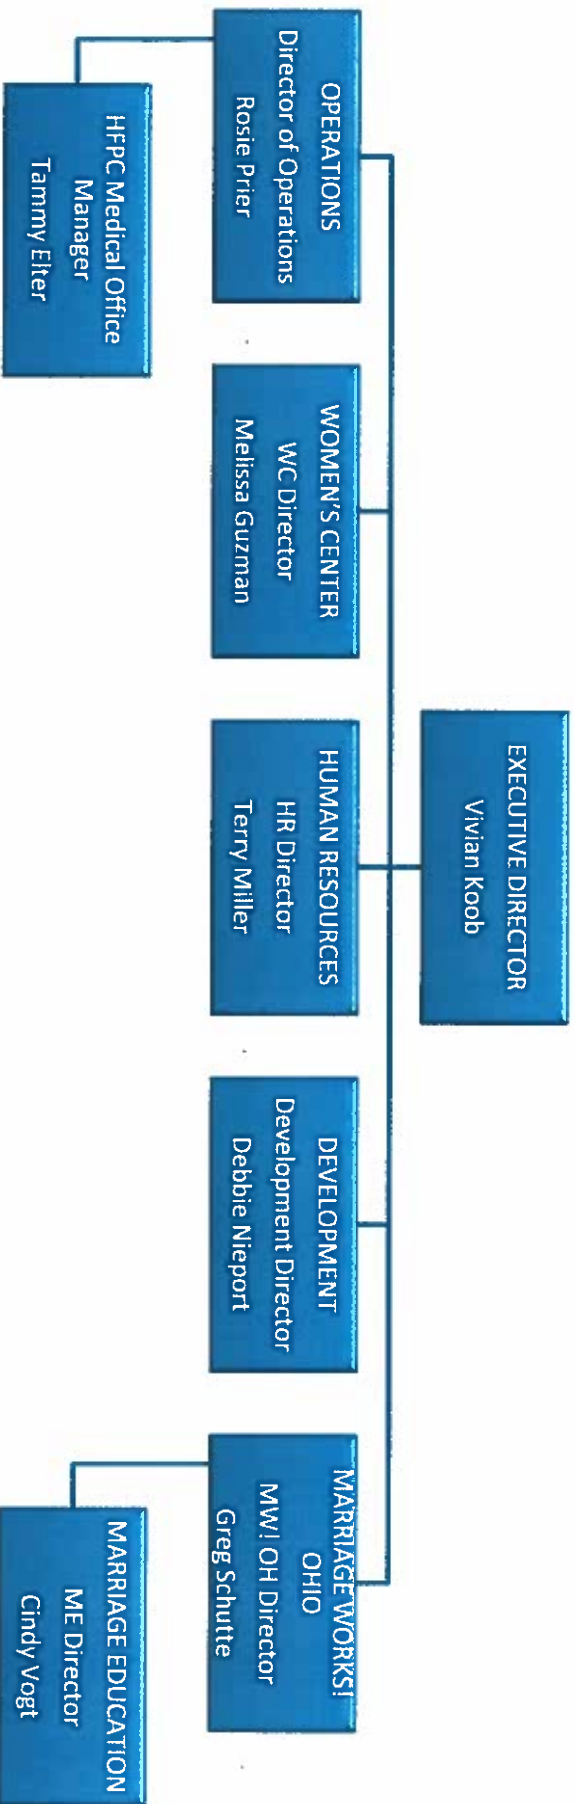 EXECUTIVE DIRECTOR
Vivian Koob
OPERATIONS
Director of Operations
Rosie Prier
WOMEN'S CENTER
WC Director
Melissa Guzman
HUMAN RESOURCES
HR Director
Terry Miller
DEVELOPMENT
Development Director
Debbie Nieport
MARRIAGE WORKS!
OHIO
MW! OH Director
Greg Schutte
HFPC Medical Office
Manager
Tammy Elter
MARRIAGE EDUCATION
ME Director
Cindy Vogt